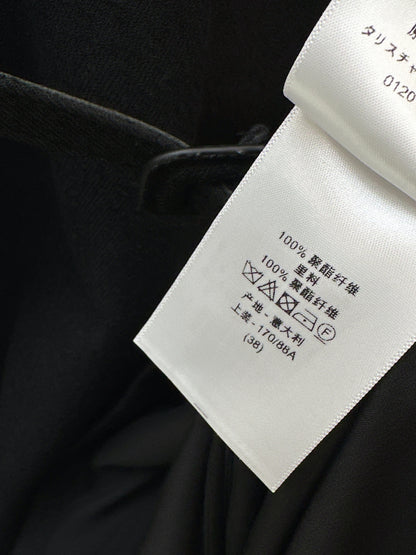 タリスチャ
0120
100% 聚酯纤维
里料
100% 聚酯纤维
F
产地 - 意大利
上装 - 170/88A
(38)